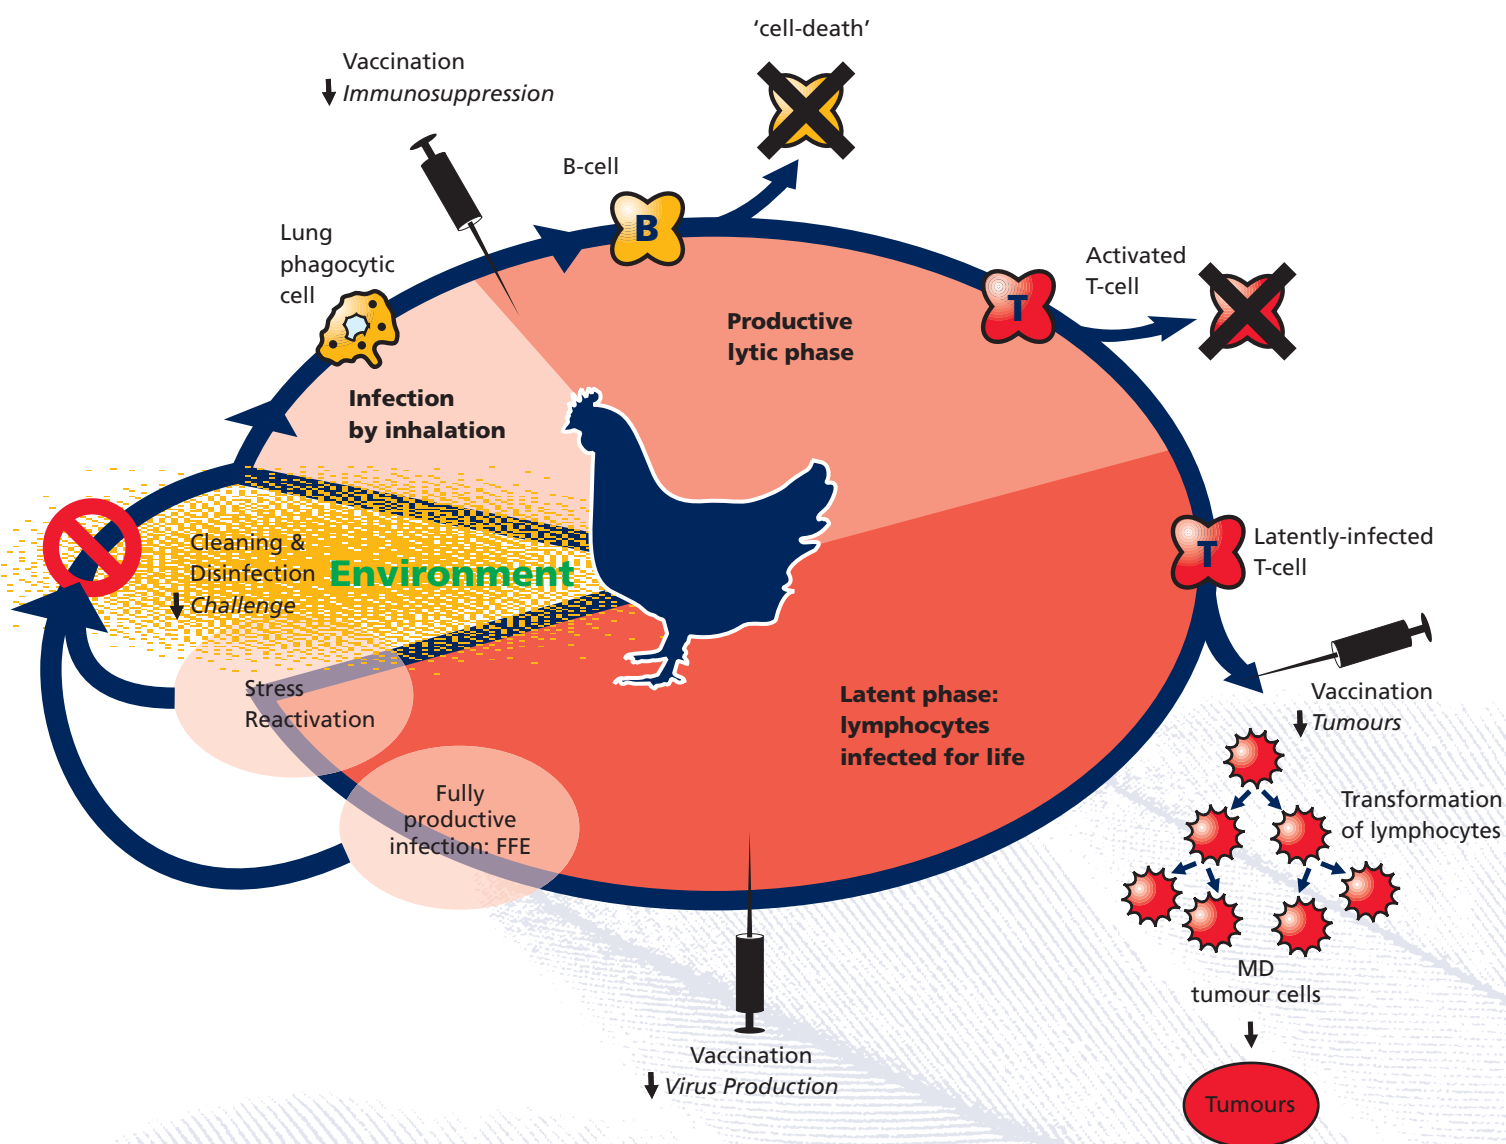 'cell-death'
Vaccination
Immunosuppression
B-cell
B
Lung
phagocytic
cell
Activated
T-cell
T
Productive
lytic phase
Infection
by inhalation
Cleaning &
Disinfection
Challenge
Environment
Latently-infected
T-cell
T
Stress
Reactivation
Latent phase:
lymphocytes
infected for life
Vaccination
Tumours
Fully
productive
infection: FFE
Transformation
of lymphocytes
MD
tumour cells
Vaccination
Virus Production
Tumours